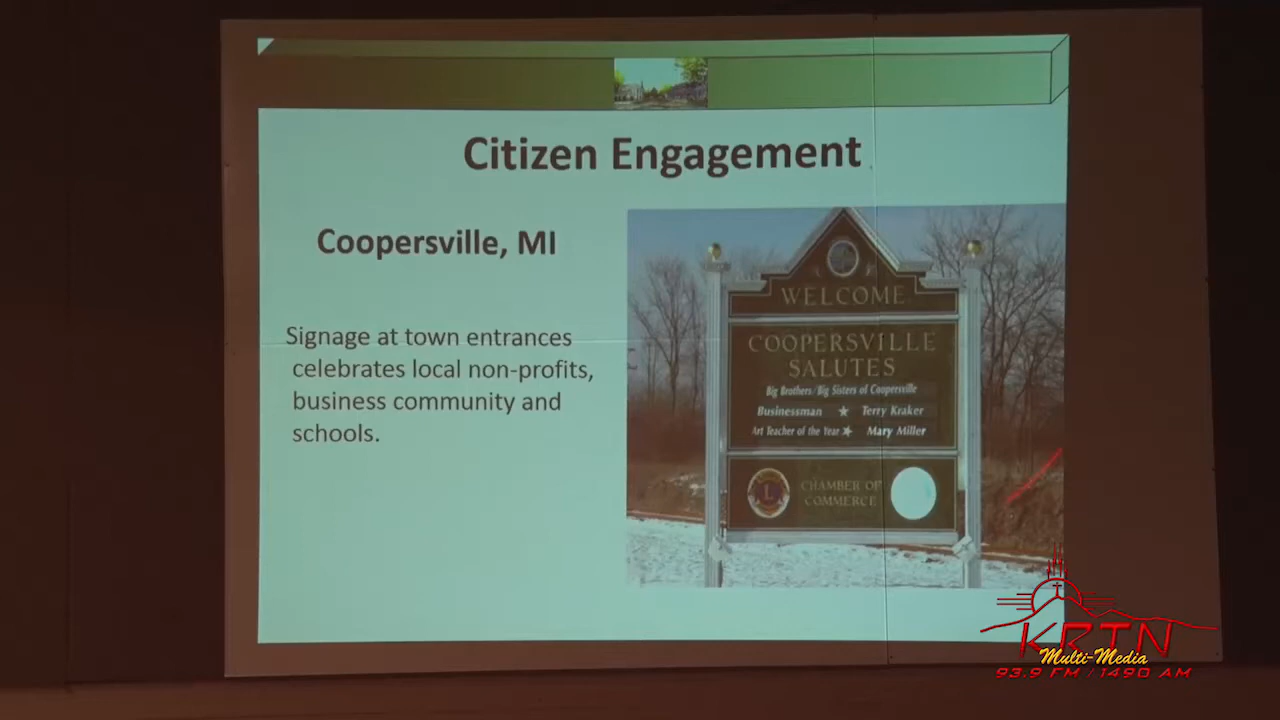 Citizen Engagement
Coopersville, MI
Signage at town entrances
celebrates local non-profits,
business community and
schools.
WELCOME
COOPERSVILLE
SALUTES
Big Brothers/Big Sisters of Coopersville
Businessman ★ Terry Kraker
Art Teacher of the Year ★ Mary Miller
L
CHAMBER OF
COMMERCE
KRTN
Multi-Media
93.9 FM / 1490 AM